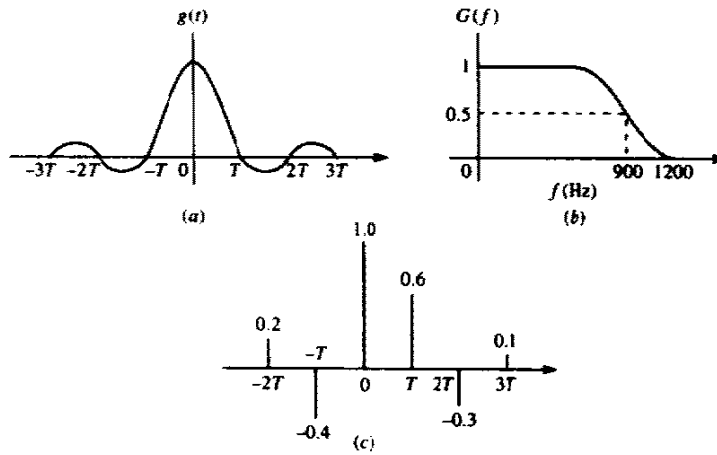 g(t)
-3T -2T -T 0 T 2T 3T
(a)
G(f)
1
0.5
0 900 1200
f(Hz)
(b)
1.0
0.6
0.2
-T
0.1
-2T 0 T 2T 3T
-0.3
-0.4
(c)